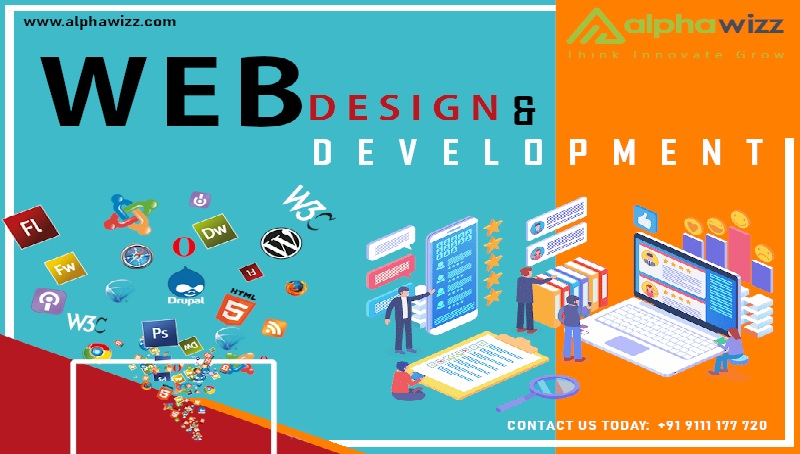 www.alphawizz.com
alphawizz
Think Innovate Grow
WEB DESIGN &
DEVELOPMENT
W3C
Fl
Dw
Fw
Drupal
HTML
5
W3C
Ps
CONTACT US TODAY: +91 9111 177 720